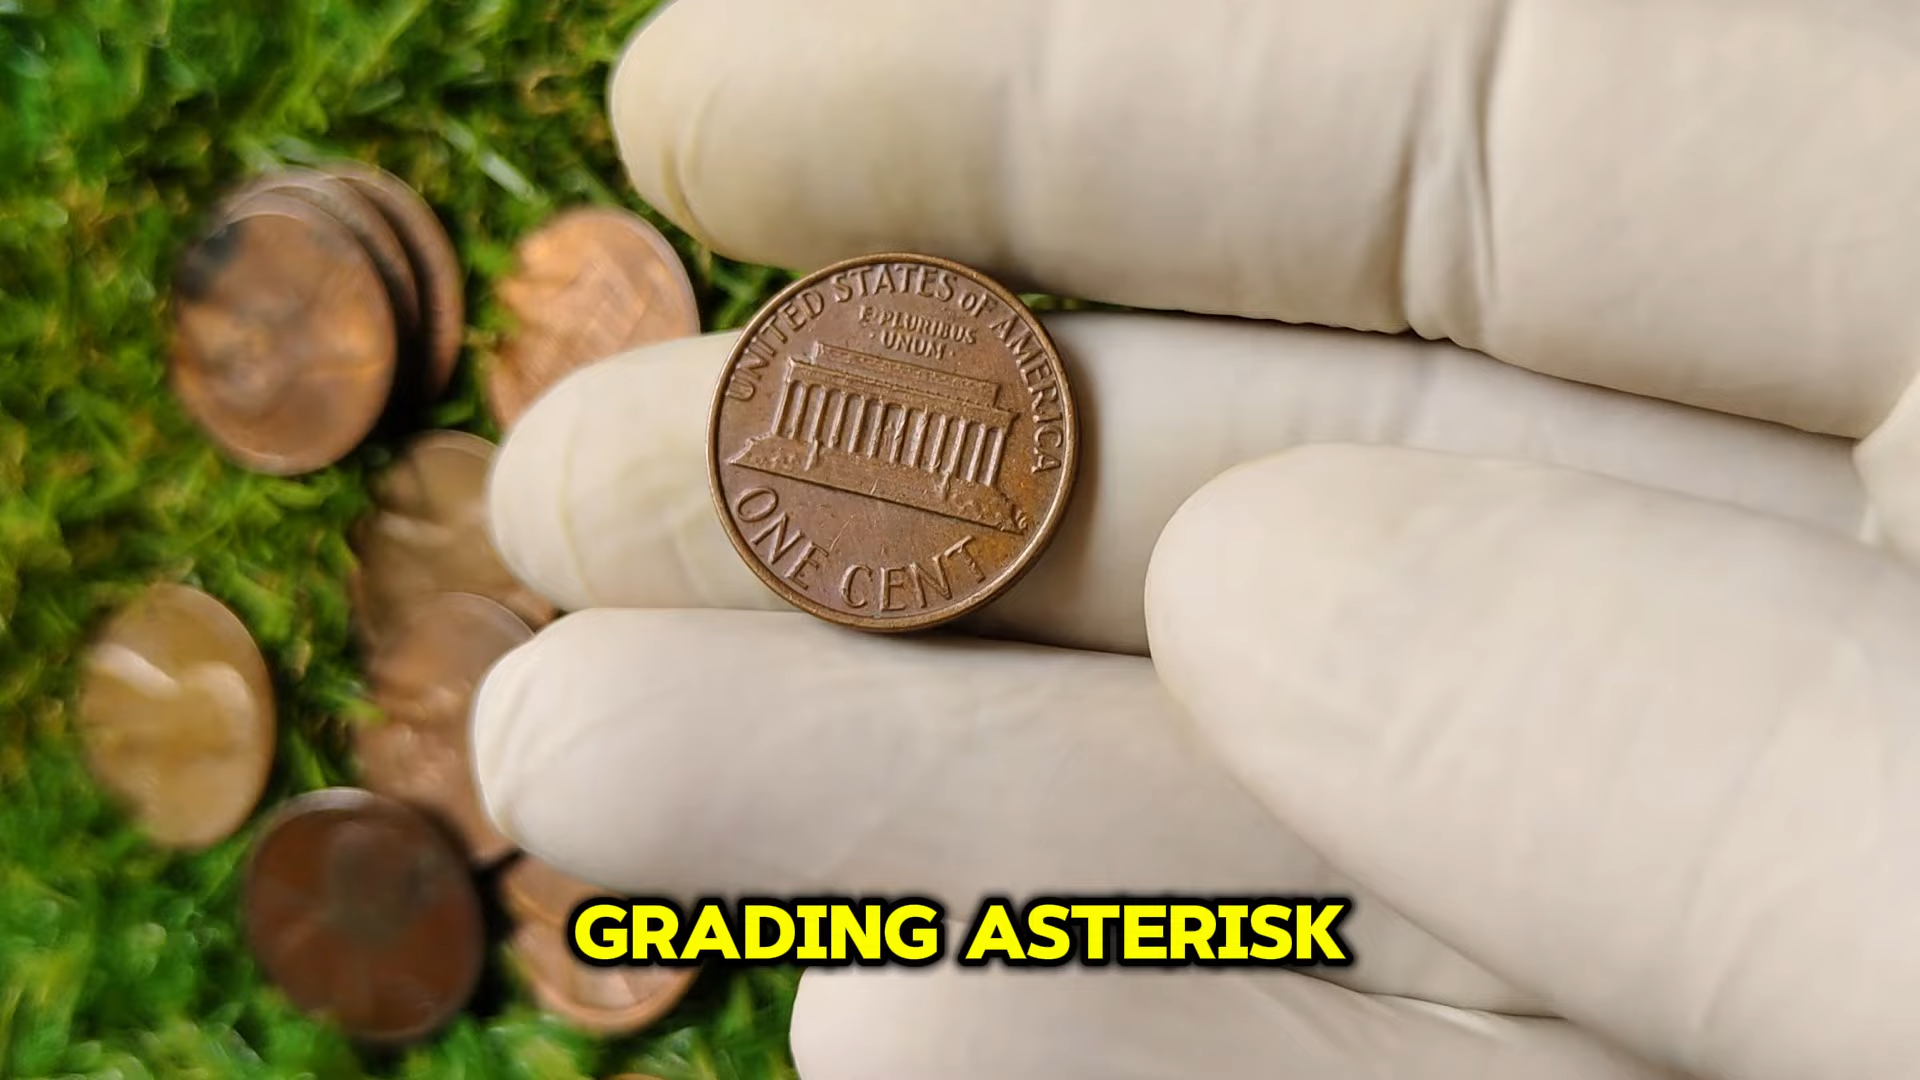 UNITED STATES oF AMERICA
E PLURIBUS
· UNUM ·
ONE CENT
GRADING ASTERISK